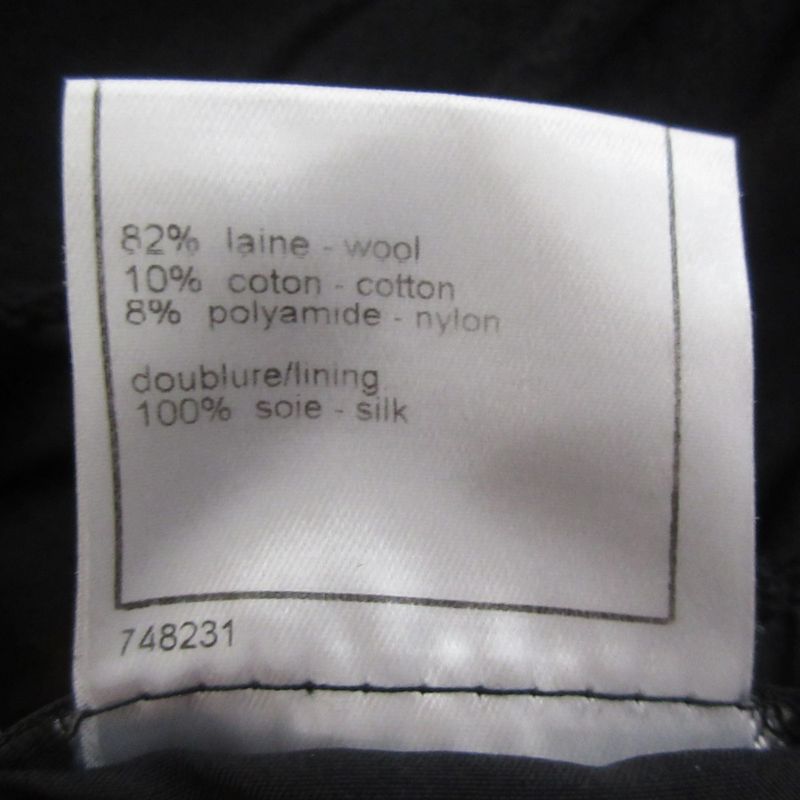 82% laine - wool
10% coton - cotton
8% polyamide - nylon
doublure/lining
100% soie - silk
748231